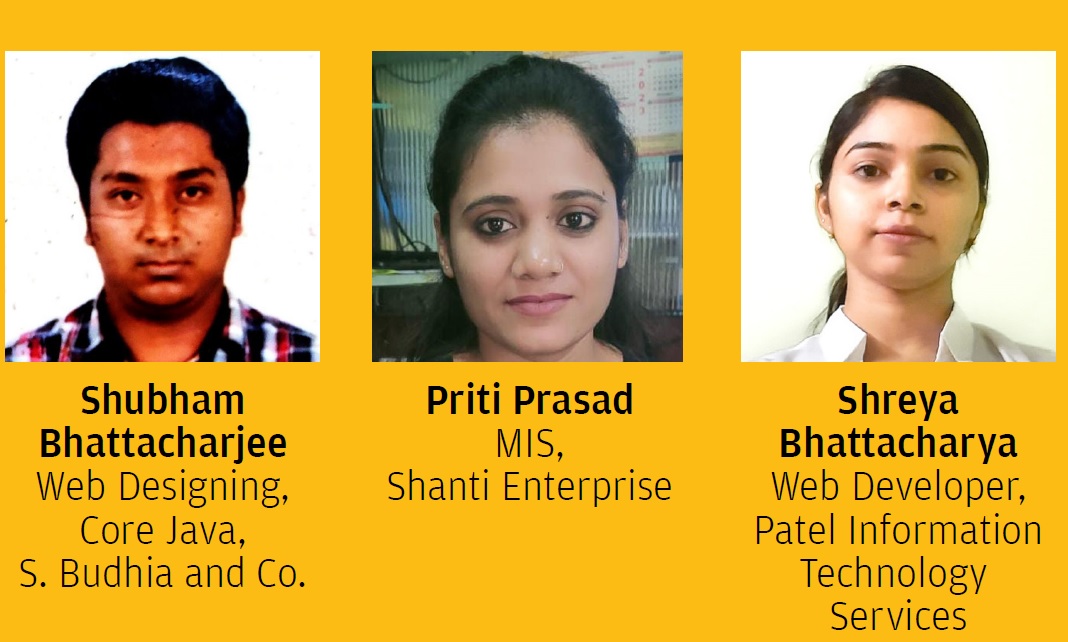 Shubham
Bhattacharjee
Web Designing,
Core Java,
S. Budhia and Co.
Priti Prasad
MIS,
Shanti Enterprise
Shreya
Bhattacharya
Web Developer,
Patel Information
Technology
Services